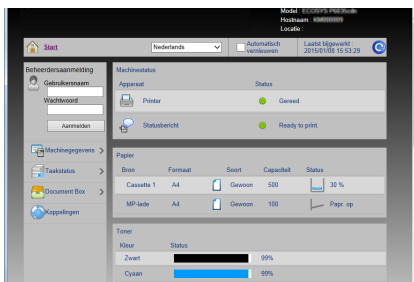 Model :
Hostnaam :
Locatie :
Start
Nederlands
Automatisch
vernieuwen
Laatst bijgewerkt :
2015/01/08 15:53:29
Beheerdersaanmelding
Gebruikersnaam
Wachtwoord
Aanmelden
Machinegegevens
Taakstatus
Document Box
Koppelingen
Machinestatus
Apparaat Status
Printer Gereed.
Statusbericht Ready to print.
Papier
Bron Formaat Soort Capaciteit Status
Cassette 1 A4 Gewoon 500 30 %
MP-lade A4 Gewoon 100 Papr. op
Toner
Kleur Status
Zwart 99%
Cyaan 99%